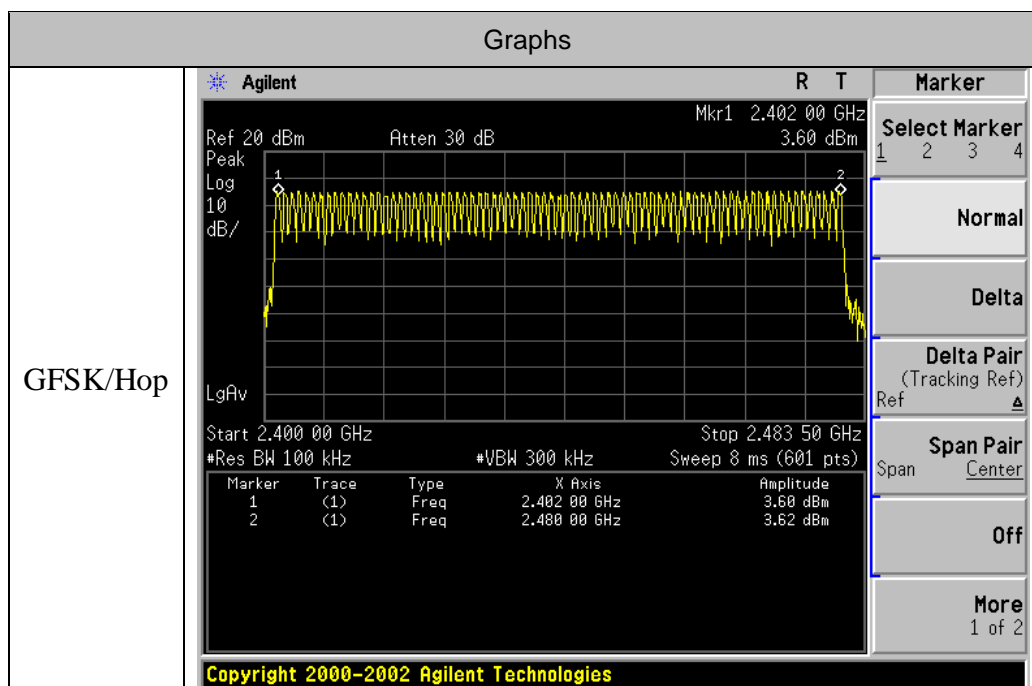 Graphs
GFSK/Hop
Agilent
R T
Mkr1 2.402 00 GHz
Ref 20 dBm Atten 30 dB 3.60 dBm
Peak
Log
10
dB/
1
2
LgAv
Start 2.400 00 GHz Stop 2.483 50 GHz
#Res BW 100 kHz #VBW 300 kHz Sweep 8 ms (601 pts)
Marker Trace Type X Axis Amplitude
1 (1) Freq 2.402 00 GHz 3.60 dBm
2 (1) Freq 2.480 00 GHz 3.62 dBm
Marker
Select Marker
1 2 3 4
Normal
Delta
Delta Pair
(Tracking Ref)
Ref Δ
Span Pair
Span Center
Off
More
1 of 2
Copyright 2000-2002 Agilent Technologies